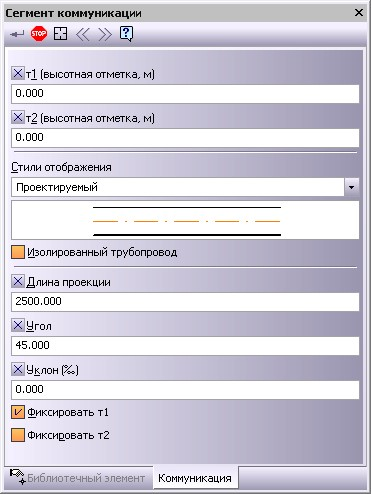 Сегмент коммуникации
STOP
т1 (высотная отметка, м)
0.000
т2 (высотная отметка, м)
0.000
Стили отображения
Проектируемый
Изолированный трубопровод
Длина проекции
2500.000
Угол
45.000
Уклон (‰)
0.000
Фиксировать т1
Фиксировать т2
Библиотечный элемент
Коммуникация